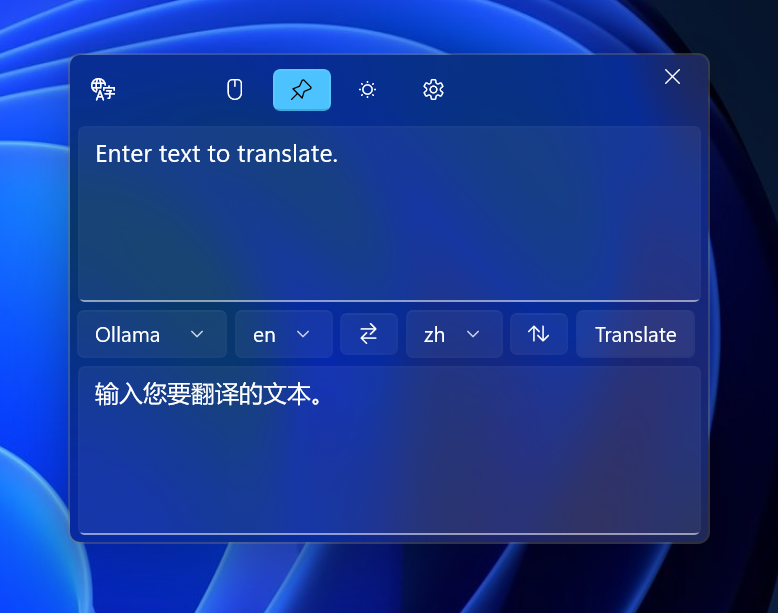 Enter text to translate.
Ollama en zh Translate
输入您要翻译的文本。